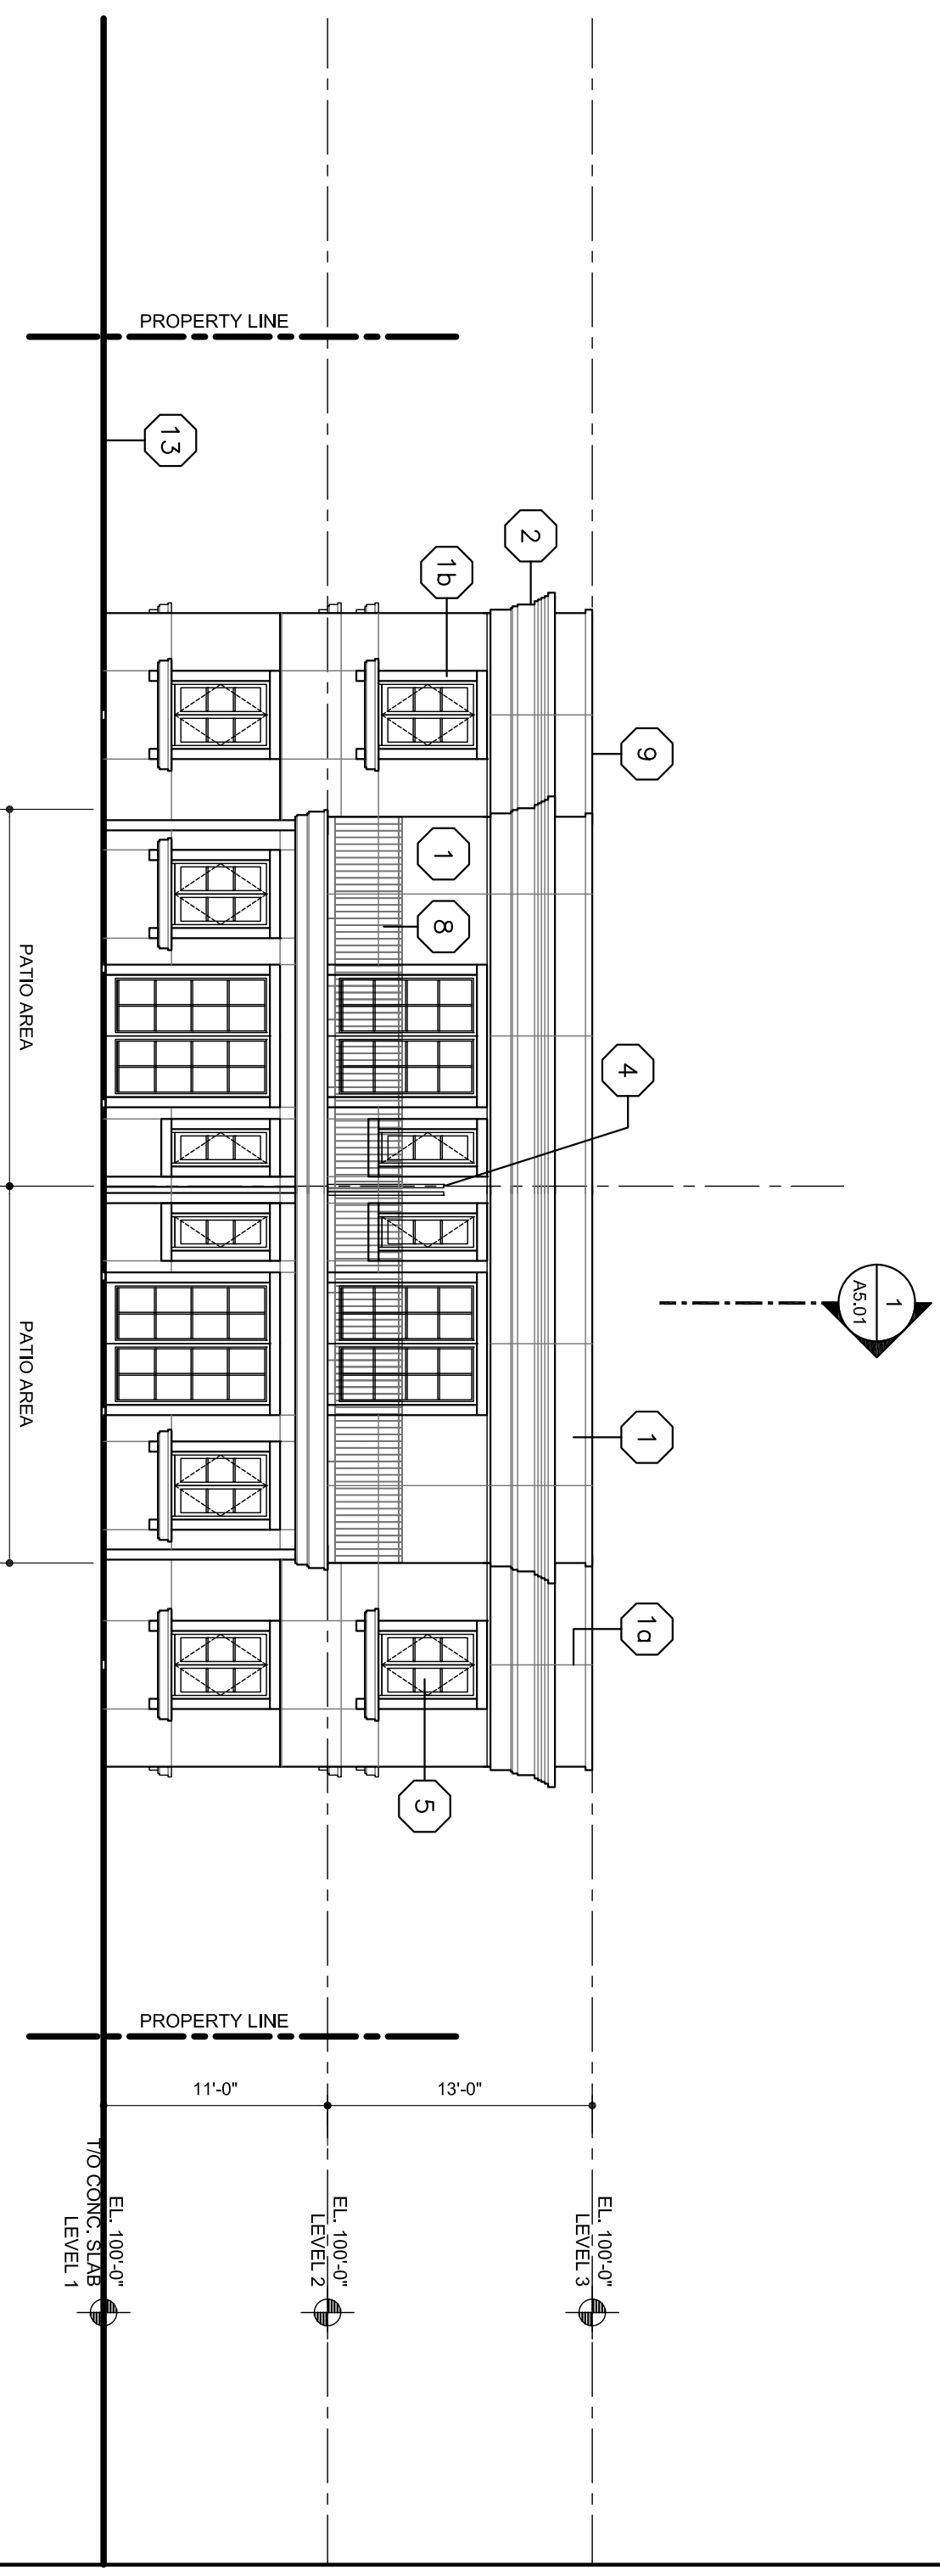 PROPERTY LINE
13
2
1b
9
1
8
4
1
A5.01
1
1a
5
PATIO AREA
PATIO AREA
PROPERTY LINE
11'-0"
13'-0"
EL. 100'-0"
LEVEL 3
EL. 100'-0"
LEVEL 2
EL. 100'-0"
T/O CONC. SLAB
LEVEL 1